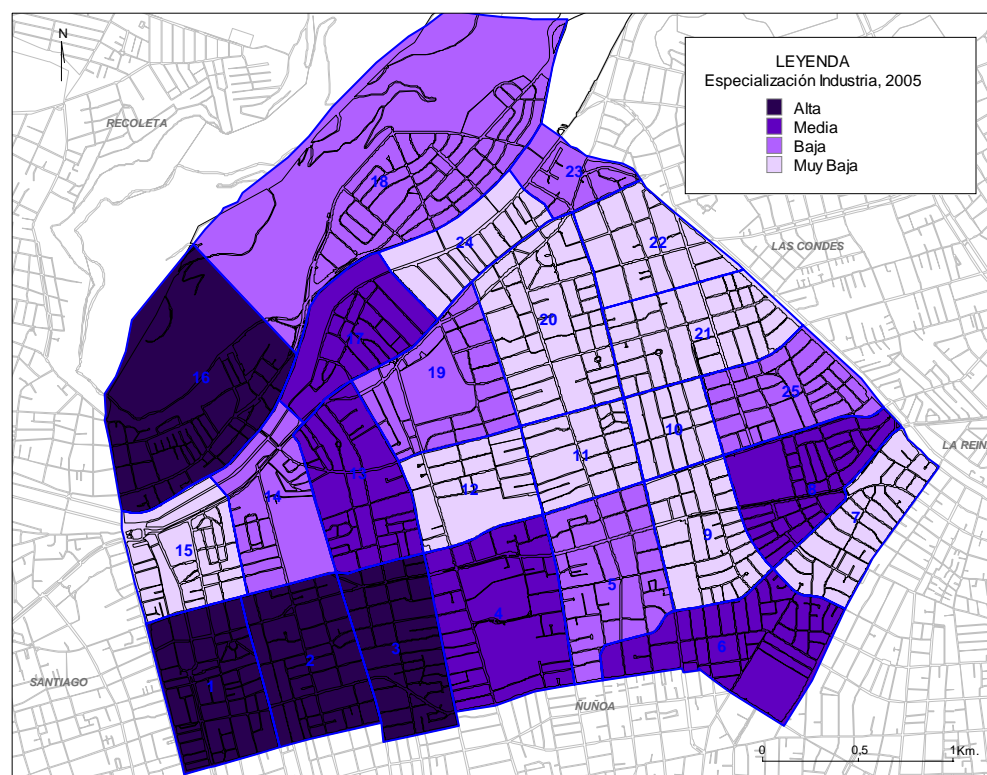 N
LEYENDA
Especialización Industria, 2005
Alta
Media
Baja
Muy Baja
RECOLETA
23
18
24
22
LAS CONDES
20
21
17
19
16
25
10
LA REIN
11
13
12
8
14
7
15
9
5
4
3
2
6
1
SANTIAGO
ÑUÑOA
0 0,5 1Km.